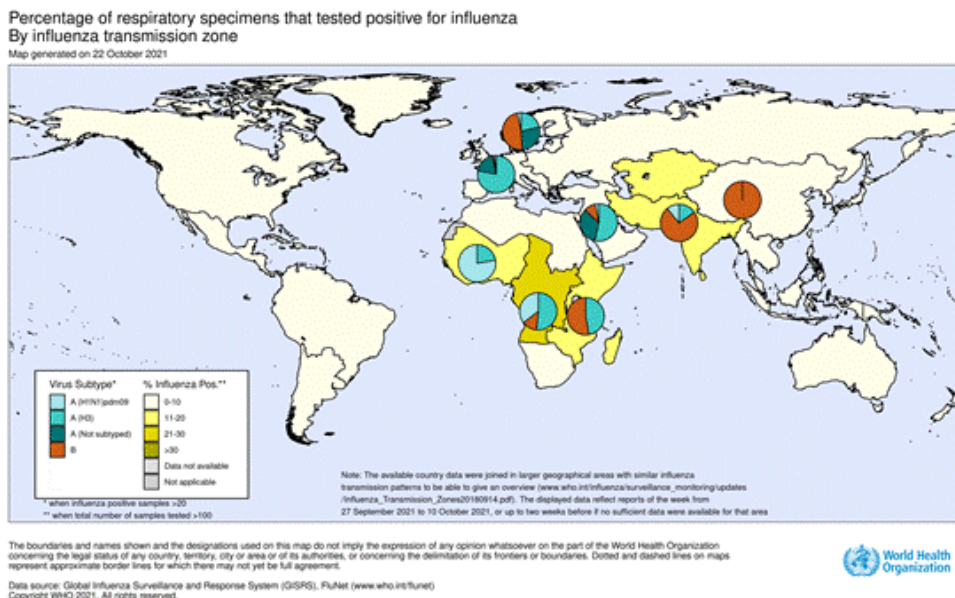 Percentage of respiratory specimens that tested positive for influenza
By influenza transmission zone
Map generated on 22 October 2021
Virus Subtype*
A (H1N1)pdm09
A (H3)
A (Not subtyped)
B
% Influenza Pos.**
0-10
11-20
21-30
>30
Data not available
Not applicable
* when influenza positive samples >20
** when total number of samples tested >100
Note: The available country data were joined in larger geographical areas with similar influenza
transmission patterns to be able to give an overview (www.who.int/influenza/surveillance_monitoring/updates
/Influenza_Transmission_Zones20180914.pdf). The displayed data reflect reports of the week from
27 September 2021 to 10 October 2021, or up to two weeks before if no sufficient data were available for that area
The boundaries and names shown and the designations used on this map do not imply the expression of any opinion whatsoever on the part of the World Health Organization
concerning the legal status of any country, territory, city or area or of its authorities, or concerning the delimitation of its frontiers or boundaries. Dotted and dashed lines on maps
represent approximate border lines for which there may not yet be full agreement.
Data source: Global Influenza Surveillance and Response System (GISRS), FluNet (www.who.int/flunet)
Copyright WHO 2021. All rights reserved.
World Health
Organization